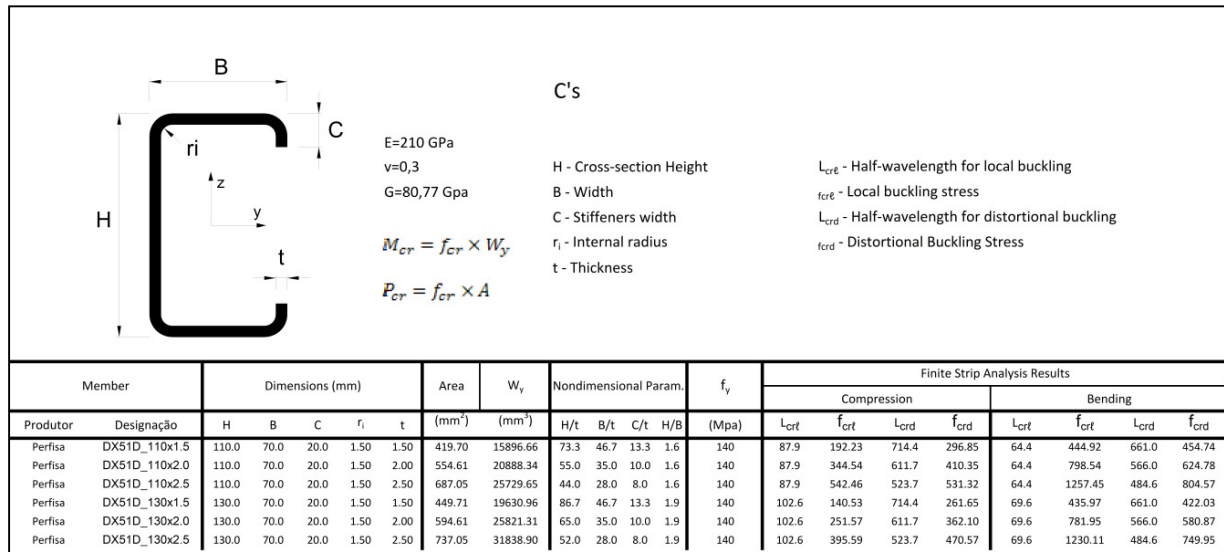 C's
B
C
ri
z
y
H
t
E=210 GPa
v=0,3
G=80,77 Gpa
M_cr = f_cr × W_y
P_cr = f_cr × A
H - Cross-section Height
B - Width
C - Stiffeners width
r_i - Internal radius
t - Thickness
L_crℓ - Half-wavelength for local buckling
f_crℓ - Local buckling stress
L_crd - Half-wavelength for distortional buckling
f_crd - Distortional Buckling Stress
Member Dimensions (mm) Area W_y Nondimensional Param. f_y Finite Strip Analysis Results
Compression Bending
Produtor Designação H B C r_i t (mm²) (mm³) H/t B/t C/t H/B (Mpa) L_crℓ f_crℓ L_crd f_crd L_crℓ f_crℓ L_crd f_crd
Perfisa DX51D_110x1.5 110.0 70.0 20.0 1.50 1.50 419.70 15896.66 73.3 46.7 13.3 1.6 140 87.9 192.23 714.4 296.85 64.4 444.92 661.0 454.74
Perfisa DX51D_110x2.0 110.0 70.0 20.0 1.50 2.00 554.61 20888.34 55.0 35.0 10.0 1.6 140 87.9 344.54 611.7 410.35 64.4 798.54 566.0 624.78
Perfisa DX51D_110x2.5 110.0 70.0 20.0 1.50 2.50 687.05 25729.65 44.0 28.0 8.0 1.6 140 87.9 542.46 523.7 531.32 64.4 1257.45 484.6 804.57
Perfisa DX51D_130x1.5 130.0 70.0 20.0 1.50 1.50 449.71 19630.96 86.7 46.7 13.3 1.9 140 102.6 140.53 714.4 261.65 69.6 435.97 661.0 422.03
Perfisa DX51D_130x2.0 130.0 70.0 20.0 1.50 2.00 594.61 25821.31 65.0 35.0 10.0 1.9 140 102.6 251.57 611.7 362.10 69.6 781.95 566.0 580.87
Perfisa DX51D_130x2.5 130.0 70.0 20.0 1.50 2.50 737.05 31838.90 52.0 28.0 8.0 1.9 140 102.6 395.59 523.7 470.57 69.6 1230.11 484.6 749.95